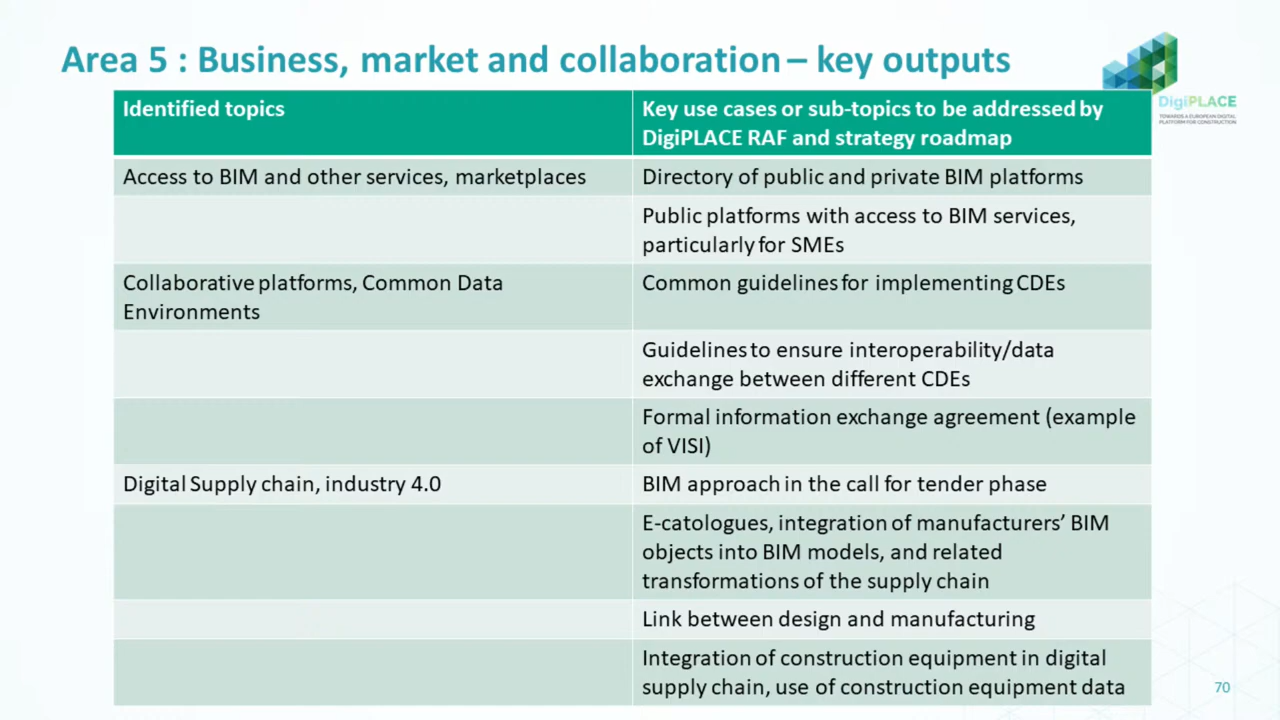 Area 5 : Business, market and collaboration – key outputs
DigiPLACE
TOWARDS A EUROPEAN DIGITAL
PLATFORM FOR CONSTRUCTION
Identified topics
Key use cases or sub-topics to be addressed by
DigiPLACE RAF and strategy roadmap
Access to BIM and other services, marketplaces
Directory of public and private BIM platforms
Public platforms with access to BIM services,
particularly for SMEs
Collaborative platforms, Common Data
Environments
Common guidelines for implementing CDEs
Guidelines to ensure interoperability/data
exchange between different CDEs
Formal information exchange agreement (example
of VISI)
Digital Supply chain, industry 4.0
BIM approach in the call for tender phase
E-catologues, integration of manufacturers’ BIM
objects into BIM models, and related
transformations of the supply chain
Link between design and manufacturing
Integration of construction equipment in digital
supply chain, use of construction equipment data
70